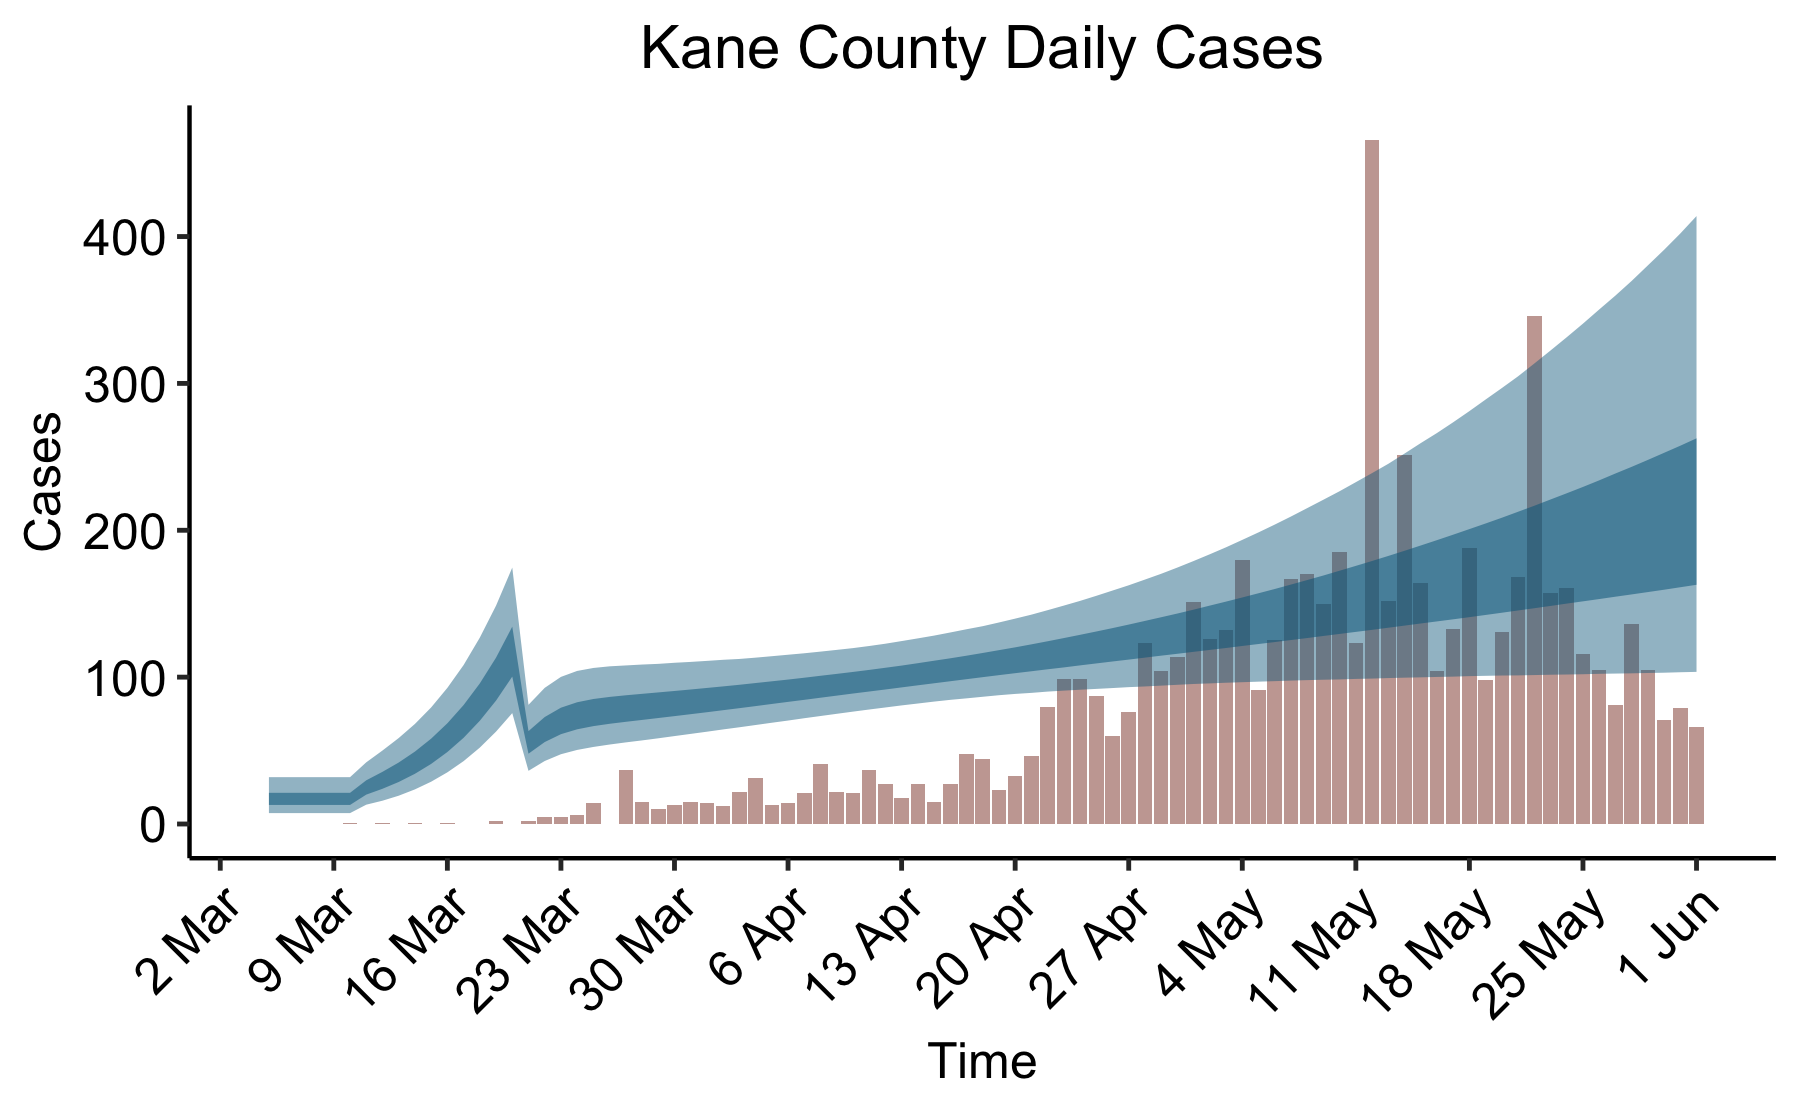 Kane County Daily Cases
Cases
400
300
200
100
0
2 Mar
9 Mar
16 Mar
23 Mar
30 Mar
6 Apr
13 Apr
20 Apr
27 Apr
4 May
11 May
18 May
25 May
1 Jun
Time